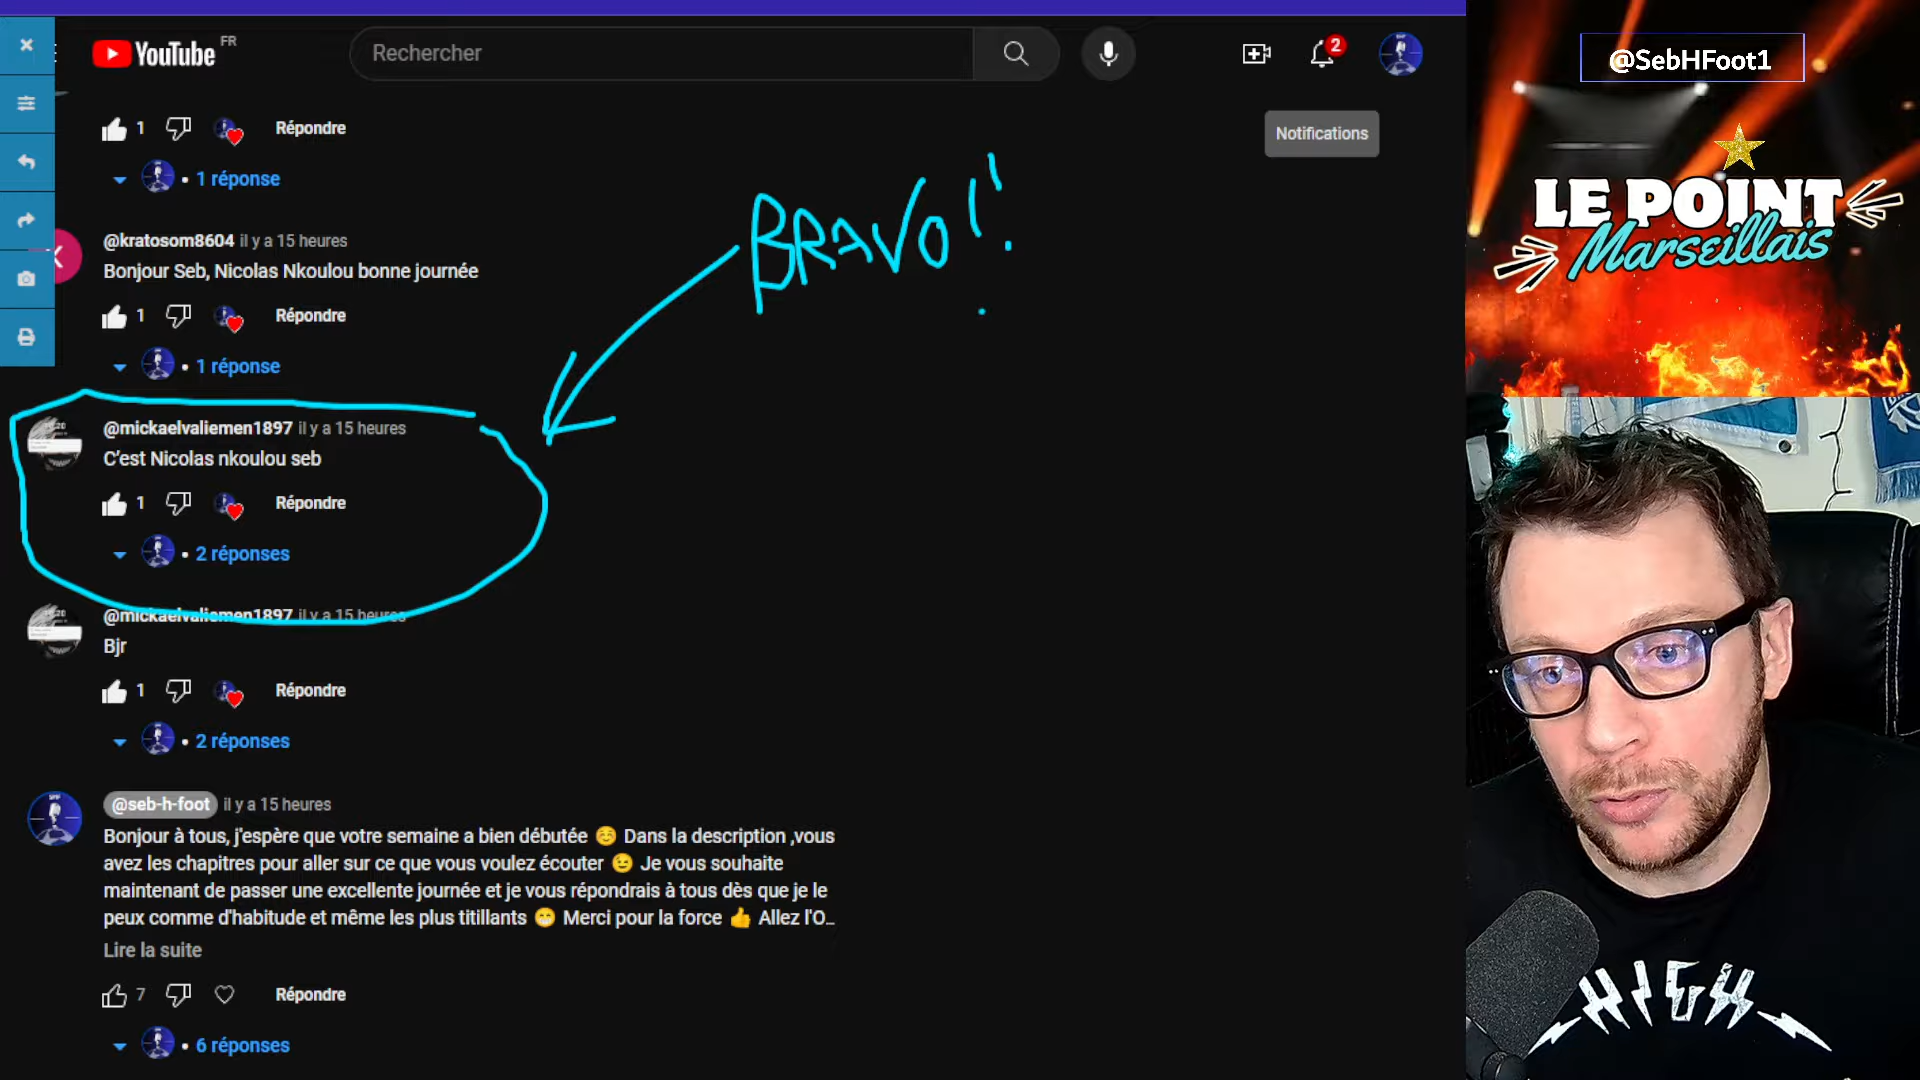 YouTube FR
Rechercher
2
@SebHFoot1
1
Répondre
Notifications
1 réponse
BRAVO!!
LE POINT
Marseillais
@kratosom8604 il y a 15 heures
Bonjour Seb, Nicolas Nkoulou bonne journée
1
Répondre
1 réponse
@mickaelvaliemen1897 il y a 15 heures
C'est Nicolas nkoulou seb
1
Répondre
2 réponses
@mickaelvaliemen1897 il y a 15 heures
Bjr
1
Répondre
2 réponses
@seb-h-foot il y a 15 heures
Bonjour à tous, j'espère que votre semaine a bien débutée ☺️ Dans la description ,vous
avez les chapitres pour aller sur ce que vous voulez écouter 😉 Je vous souhaite
maintenant de passer une excellente journée et je vous répondrais à tous dès que je le
peux comme d'habitude et même les plus titillants 😁 Merci pour la force 👍 Allez l'O...
Lire la suite
7
Répondre
6 réponses
HIGH